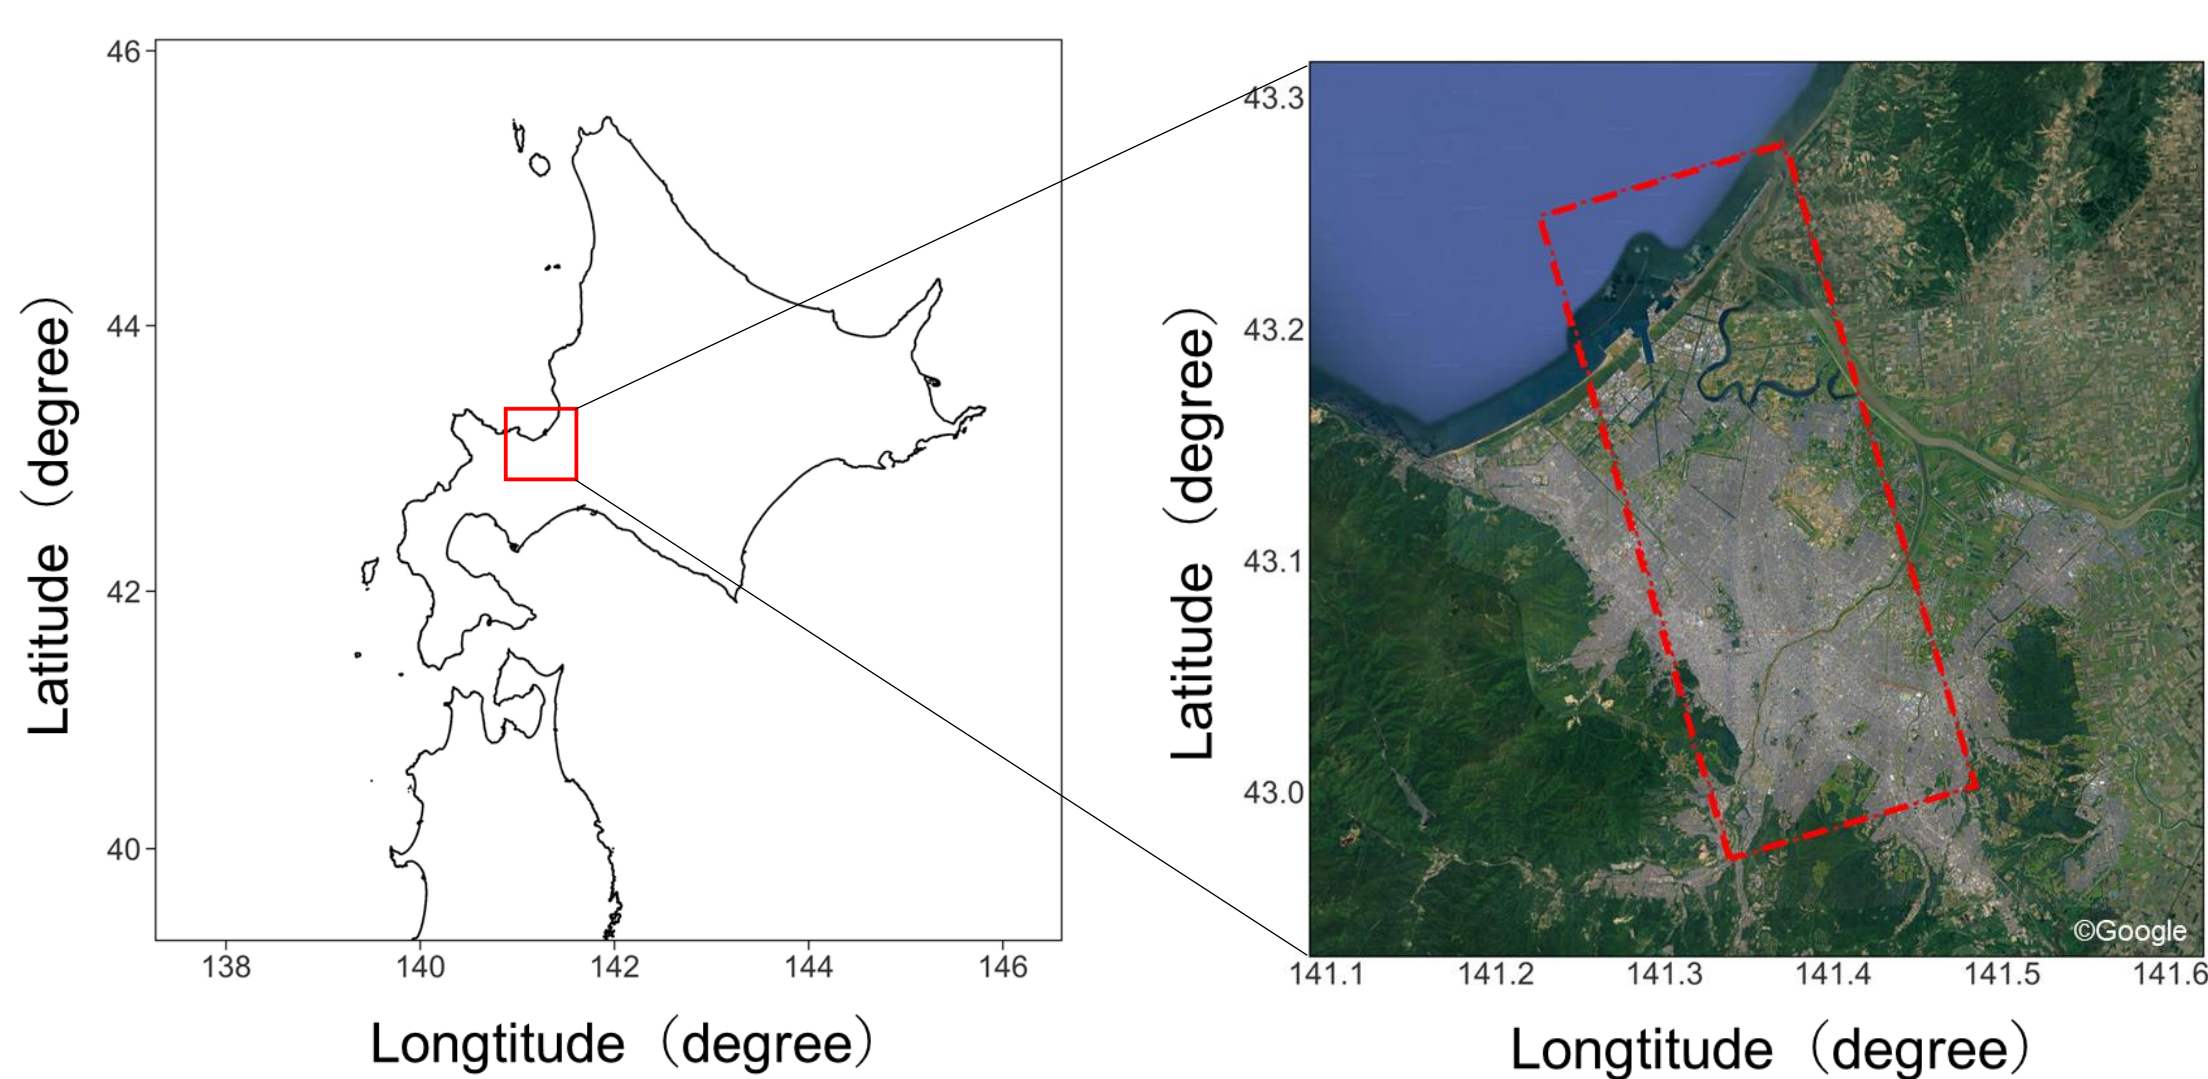 46
44
42
40
138 140 142 144 146
Latitude（degree）
Longtitude（degree）
43.3
43.2
43.1
43.0
141.1 141.2 141.3 141.4 141.5 141.6
Latitude（degree）
Longtitude（degree）
©Google